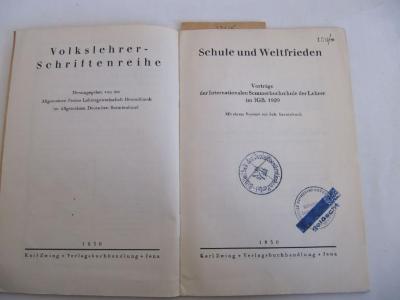 Volkslehrer-
Schriftenreihe
Herausgegeben von der
Allgemeinen Freien Lehrergewerkschaft Deutschlands
im Allgemeinen Deutschen Beamtenbund
1930
Karl Zwing • Verlagsbuchhandlung • Jena
Schule und Weltfrieden
Vorträge
der Internationalen Sommerhochschule der Lehrer
im IGB. 1929
Mit einem Vorwort von
gelöscht
1930
Karl Zwing • Verlagsbuchhandlung • Jena